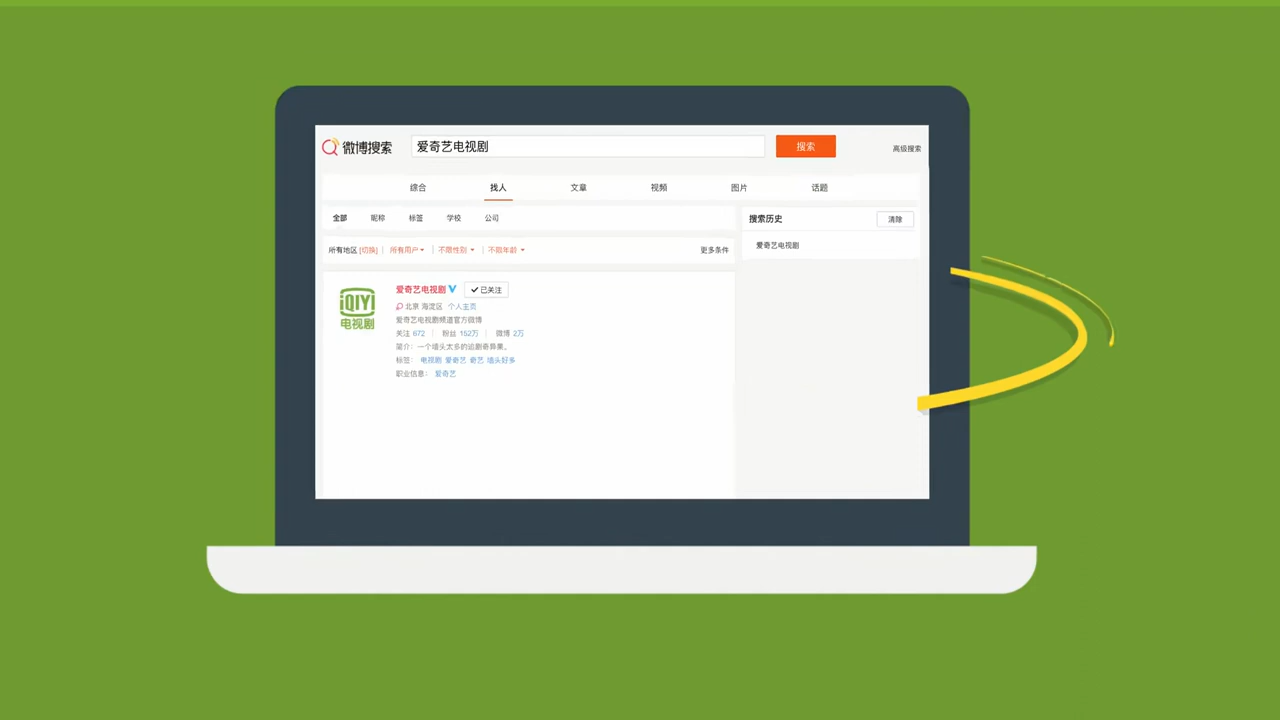 微博搜索 爱奇艺电视剧 搜索 高级搜索
综合 找人 文章 视频 图片 话题
全部 昵称 标签 学校 公司
搜索历史 清除
所有地区 [切换] 所有用户 不限性别 不限年龄 更多条件
爱奇艺电视剧
iQIYI
电视剧
爱奇艺电视剧 已关注
北京 海淀区 个人主页
爱奇艺电视剧频道官方微博
关注 672 粉丝 152万 微博 2万
简介：一个墙头太多的追剧奇异果。
标签： 电视剧 爱奇艺 奇艺 墙头好多
职业信息： 爱奇艺